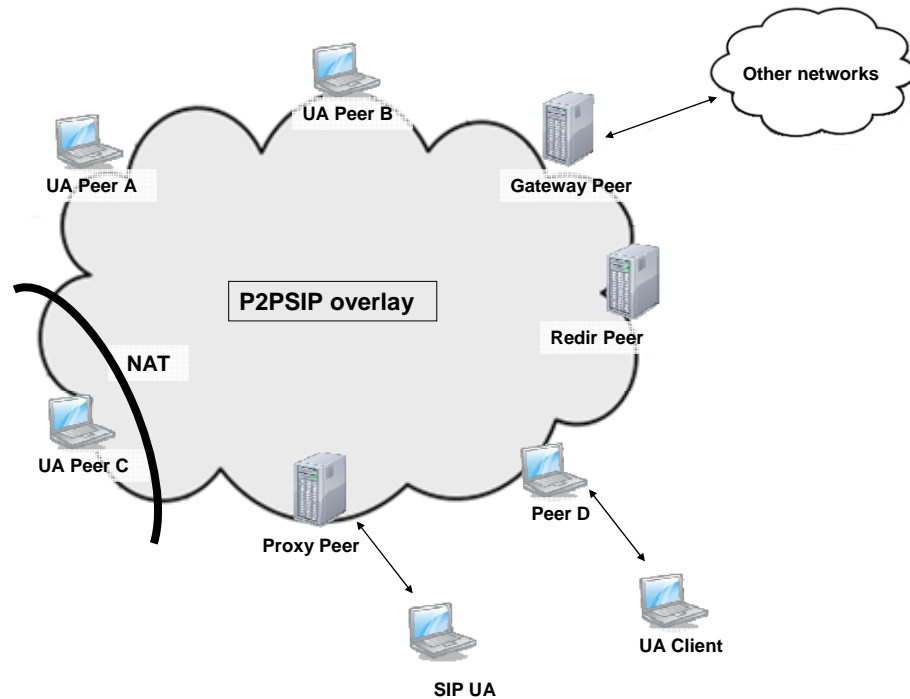 Other networks
UA Peer B
UA Peer A
Gateway Peer
P2PSIP overlay
Redir Peer
NAT
UA Peer C
Peer D
Proxy Peer
UA Client
SIP UA